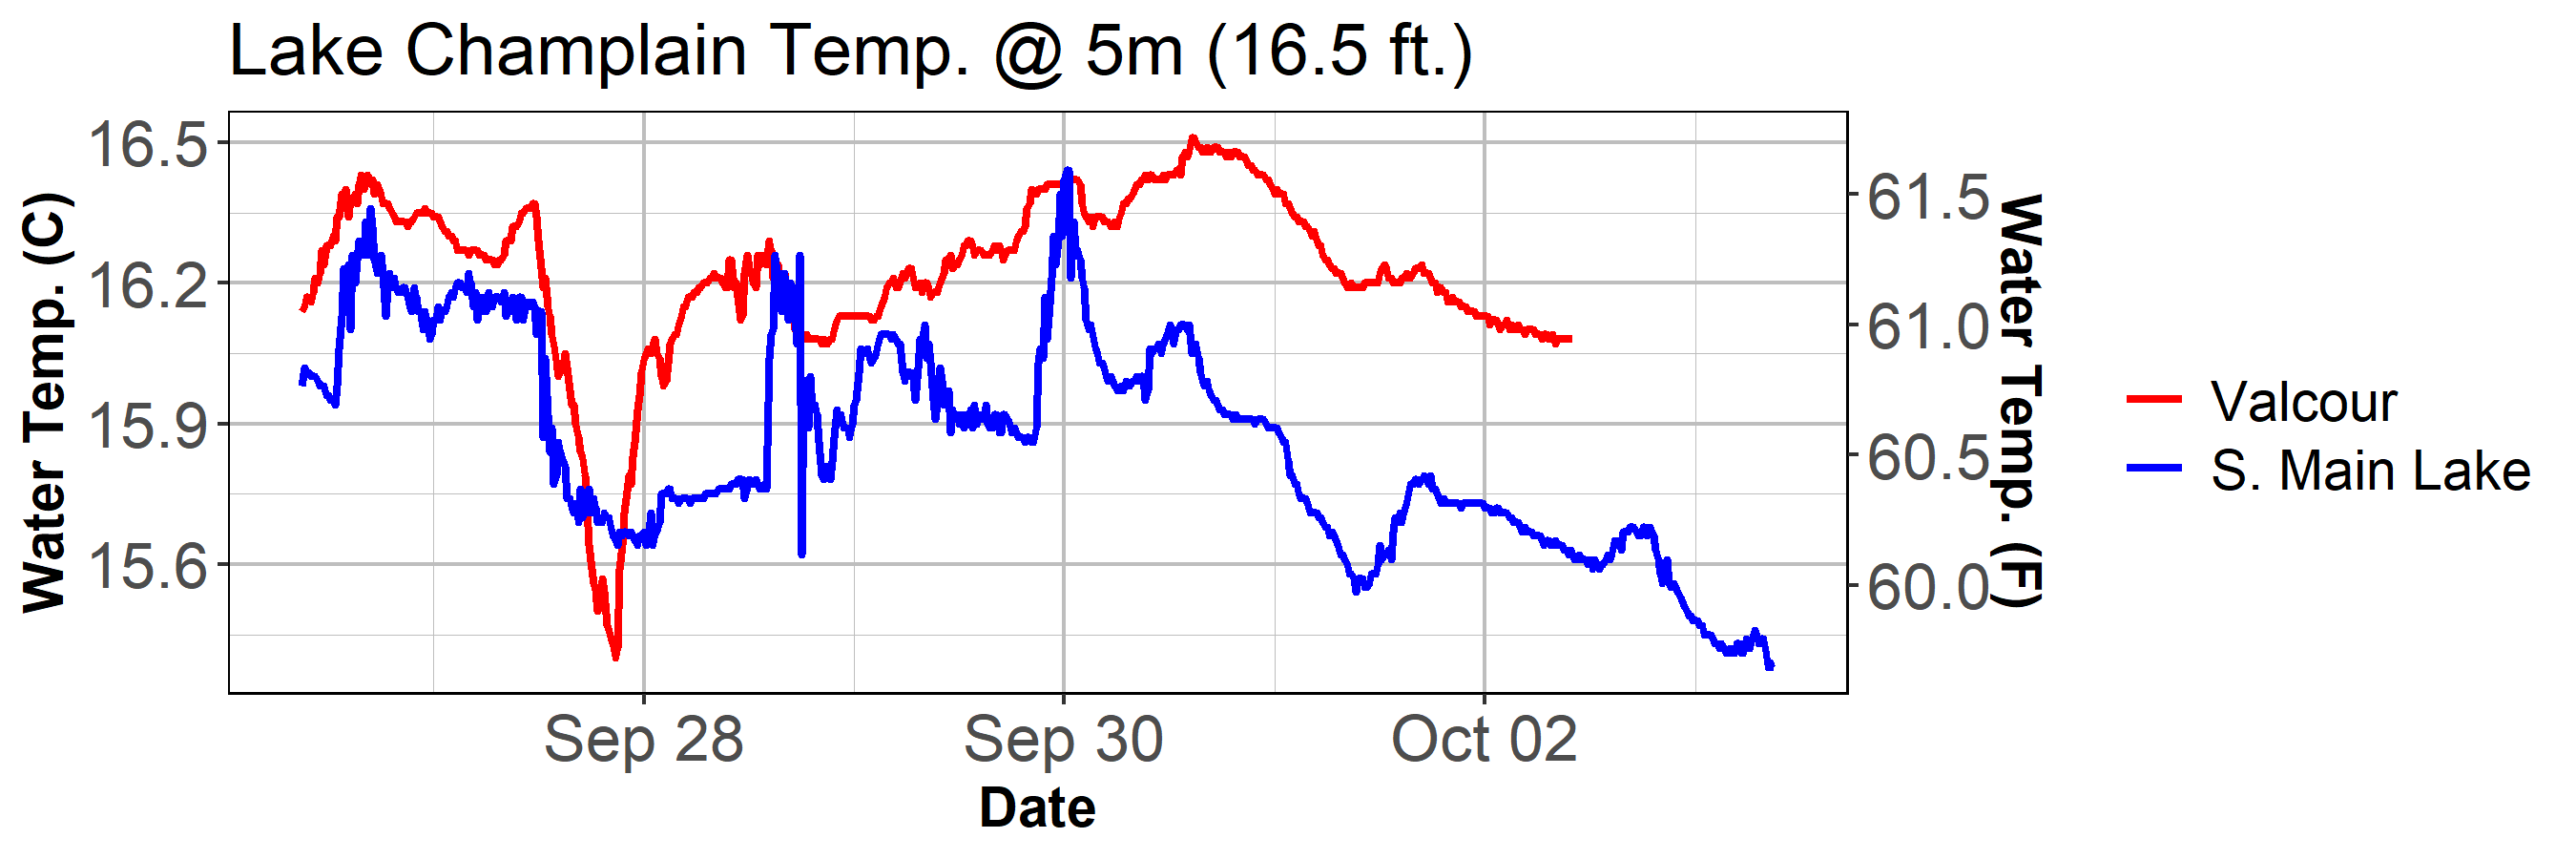 Lake Champlain Temp. @ 5m (16.5 ft.)
Water Temp. (C)
16.5
16.2
15.9
15.6
61.5
61.0
60.5
60.0
Water Temp. (F)
Sep 28
Sep 30
Oct 02
Date
Valcour
S. Main Lake